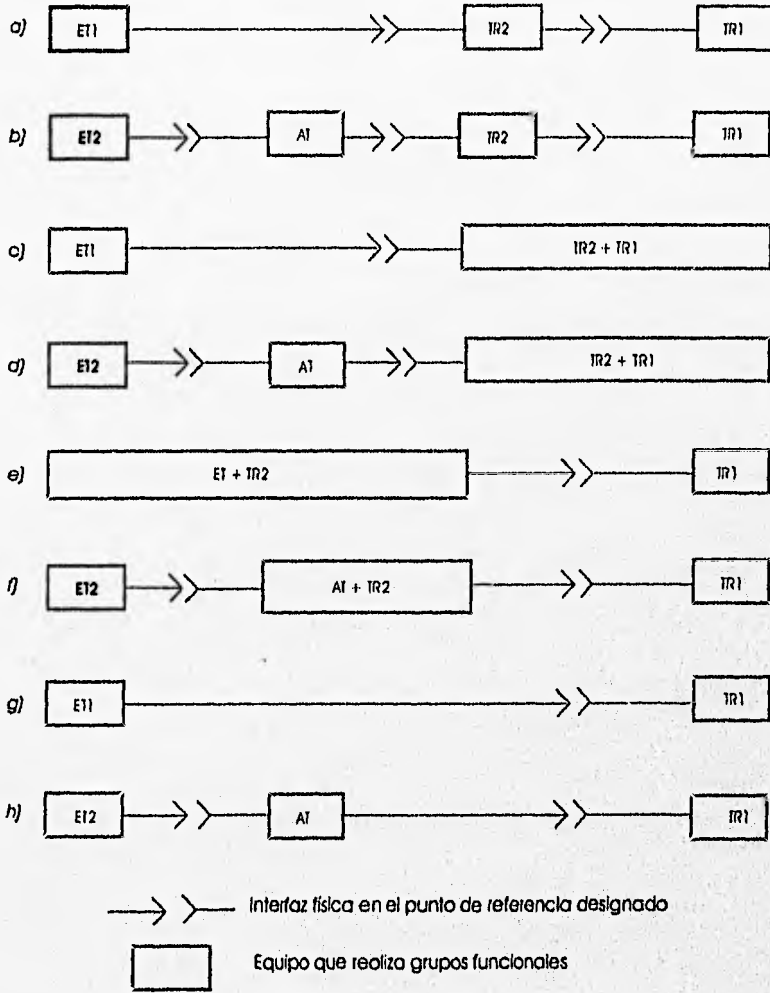 a) ET1 TR2 TR1
b) ET2 AT TR2 TR1
c) ET1 TR2 + TR1
d) ET2 AT TR2 + TR1
e) ET + TR2 TR1
f) ET2 AT + TR2 TR1
g) ET1 TR1
h) ET2 AT TR1
Interfaz física en el punto de referencia designado
Equipo que realiza grupos funcionales